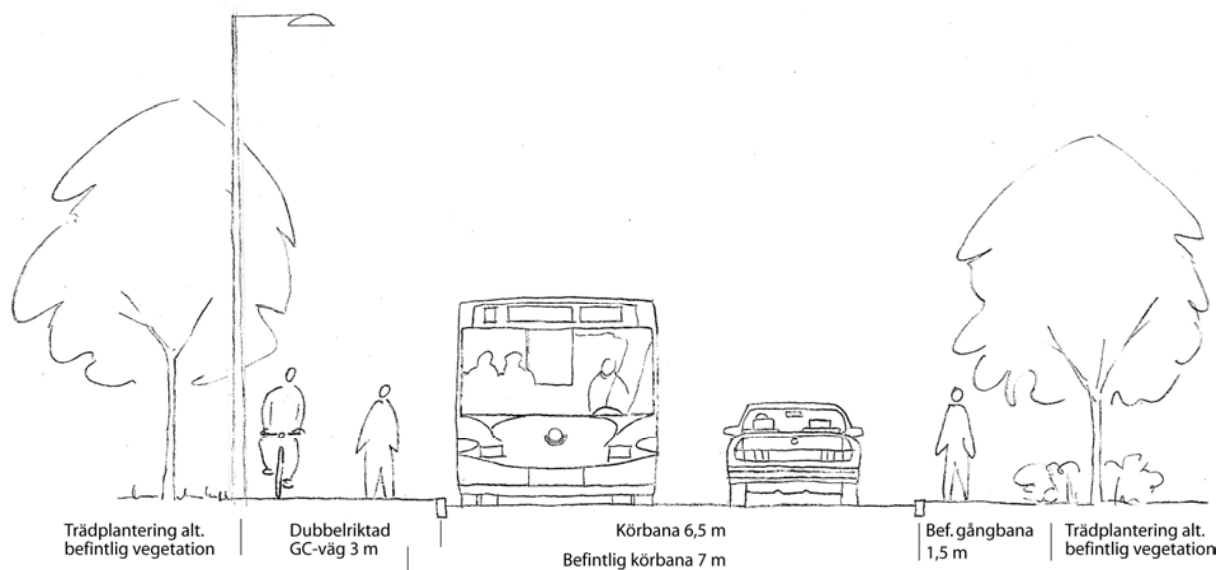 Trädplantering alt.
befintlig vegetation
Dubbelriktad
GC-väg 3 m
Körbana 6,5 m
Befintlig körbana 7 m
Bef. gångbana
1,5 m
Trädplantering alt.
befintlig vegetation